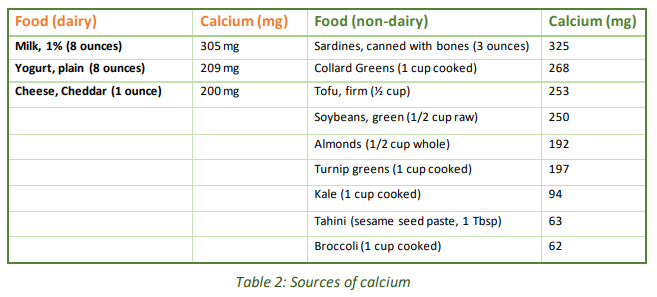 Food (dairy) Calcium (mg) Food (non-dairy) Calcium (mg)
Milk, 1% (8 ounces) 305 mg Sardines, canned with bones (3 ounces) 325
Yogurt, plain (8 ounces) 209 mg Collard Greens (1 cup cooked) 268
Cheese, Cheddar (1 ounce) 200 mg Tofu, firm (½ cup) 253
Soybeans, green (1/2 cup raw) 250
Almonds (1/2 cup whole) 192
Turnip greens (1 cup cooked) 197
Kale (1 cup cooked) 94
Tahini (sesame seed paste, 1 Tbsp) 63
Broccoli (1 cup cooked) 62
Table 2: Sources of calcium